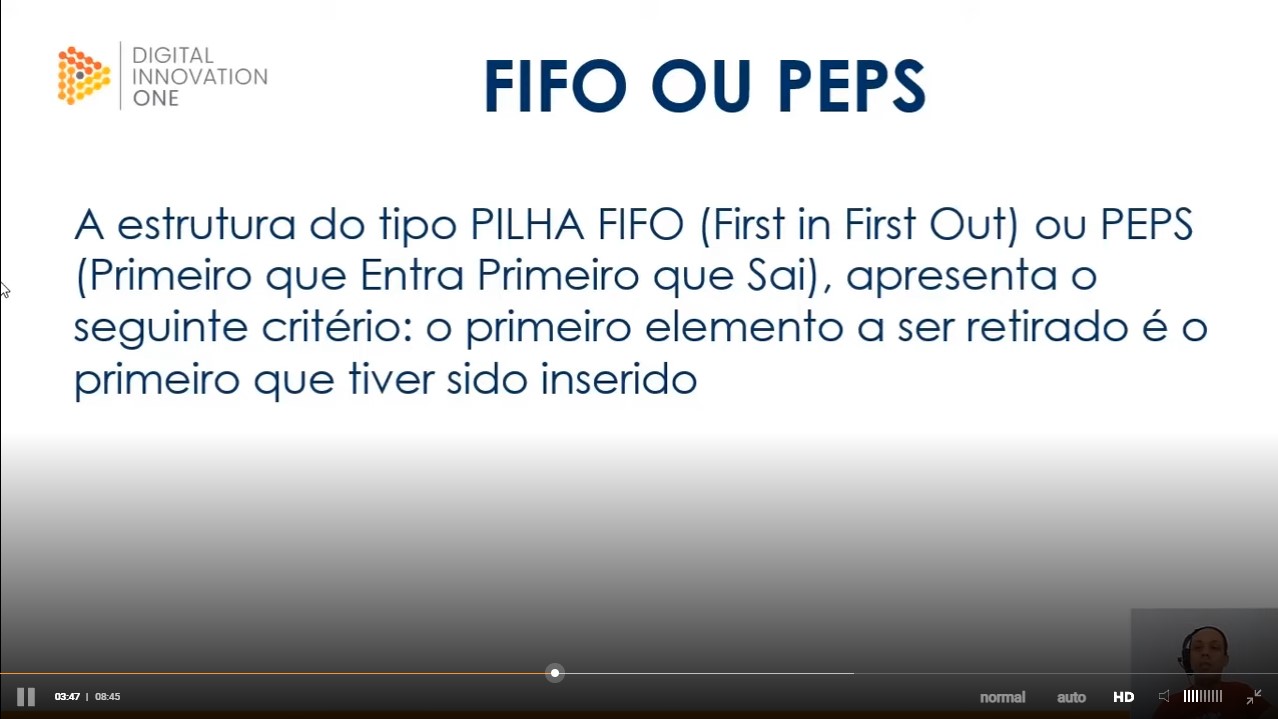 DIGITAL
INNOVATION
ONE
FIFO OU PEPS
A estrutura do tipo PILHA FIFO (First in First Out) ou PEPS
(Primeiro que Entra Primeiro que Sai), apresenta o
seguinte critério: o primeiro elemento a ser retirado é o
primeiro que tiver sido inserido
03:47 | 08:45
normal auto HD